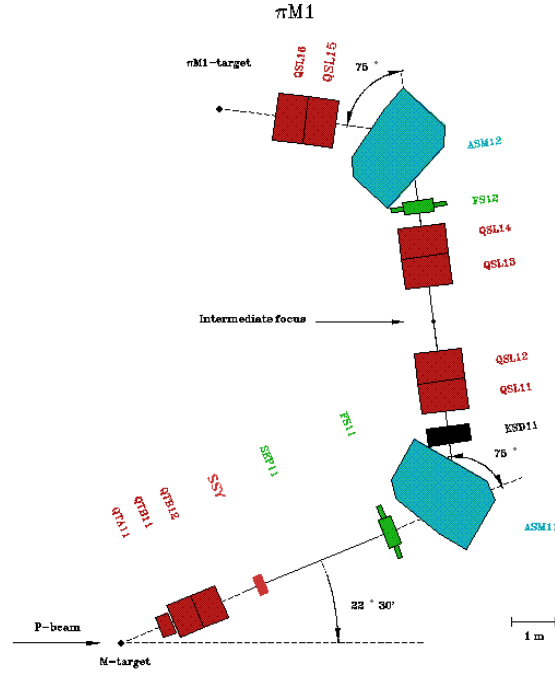 πM1
QSL16
QSL15
75 °
πM1-target
ASM12
FS12
QSL14
QSL13
Intermediate focus
QSL12
QSL11
KSD11
75 °
FS11
SEP11
SSY
QTB12
QTB11
QTA11
ASM11
22 ° 30'
P-beam
M-target
1 m